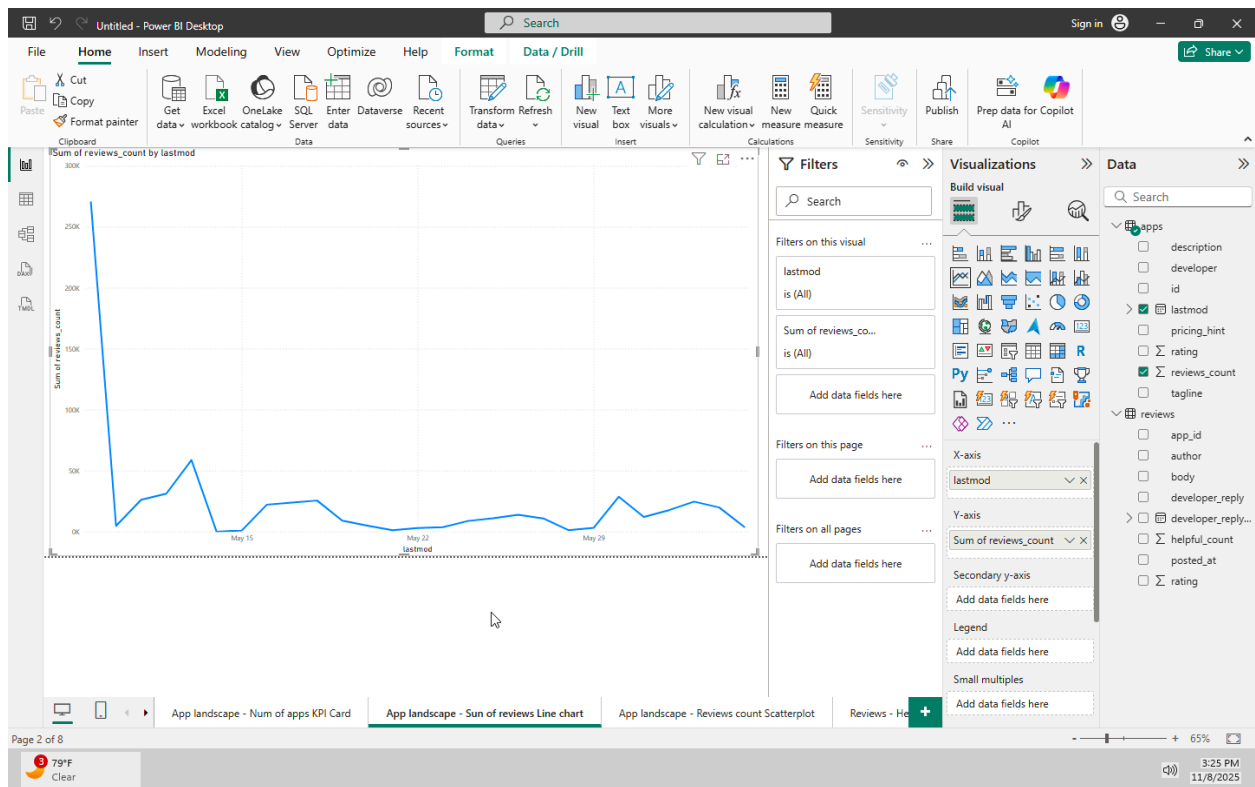 Untitled - Power BI Desktop
Search
Sign in
File Home Insert Modeling View Optimize Help Format Data / Drill
Share
Paste
Cut
Copy
Format painter
Clipboard
Get data
Excel workbook
OneLake catalog
SQL Server
Enter data
Dataverse
Recent sources
Data
Transform data
Refresh
Queries
New visual
Text box
More visuals
Insert
New visual calculation
New measure
Quick measure
Calculations
Sensitivity
Sensitivity
Publish
Share
Prep data for Copilot AI
Copilot
Sum of reviews_count by lastmod
300K
250K
200K
150K
100K
50K
0K
Sum of reviews_count
May 15 May 22 May 29
lastmod
Filters
Search
Filters on this visual
lastmod
is (All)
Sum of reviews_co...
is (All)
Add data fields here
Filters on this page
Add data fields here
Filters on all pages
Add data fields here
Visualizations
Build visual
123
R
Py
X-axis
lastmod
Y-axis
Sum of reviews_count
Secondary y-axis
Add data fields here
Legend
Add data fields here
Small multiples
Add data fields here
Data
Search
apps
description
developer
id
lastmod
pricing_hint
rating
reviews_count
tagline
reviews
app_id
author
body
developer_reply
developer_reply...
helpful_count
posted_at
rating
App landscape - Num of apps KPI Card
App landscape - Sun of reviews Line chart
App landscape - Reviews count Scatterplot
Reviews - He
Page 2 of 8
65%
3
79°F
Clear
3:25 PM
11/8/2025